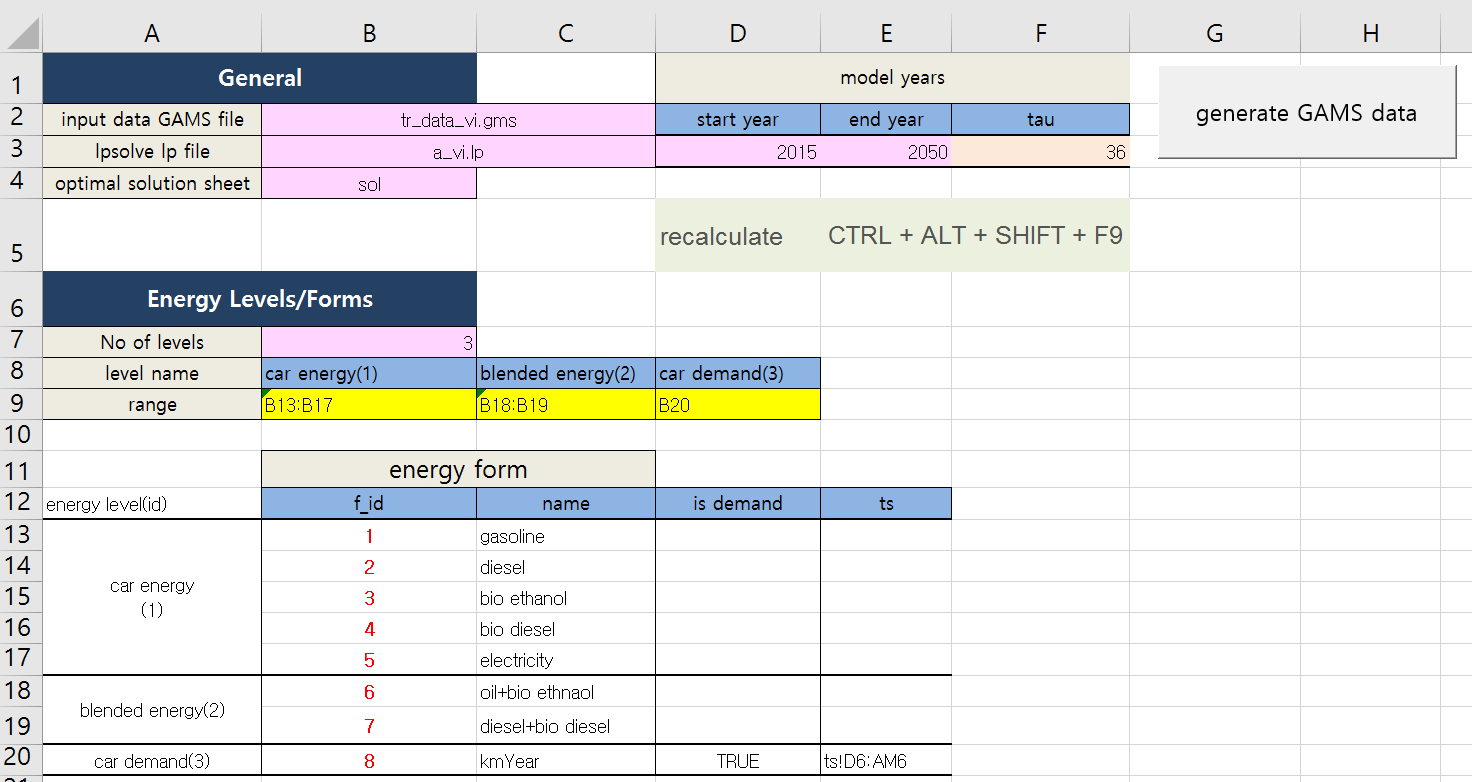 A B C D E F G H
1 General model years
generate GAMS data
2 input data GAMS file tr_data_vi.gms start year end year tau
3 lpsolve lp file a_vi.lp 2015 2050 36
4 optimal solution sheet sol
5 recalculate CTRL + ALT + SHIFT + F9
6 Energy Levels/Forms
7 No of levels 3
8 level name car energy(1) blended energy(2) car demand(3)
9 range B13:B17 B18:B19 B20
10
11 energy form
12 energy level(id) f_id name is demand ts
13 1 gasoline
14 2 diesel
car energy
15 3 bio ethanol
(1)
16 4 bio diesel
17 5 electricity
18 6 oil+bio ethnaol
blended energy(2)
19 7 diesel+bio diesel
20 car demand(3) 8 kmYear TRUE ts!D6:AM6